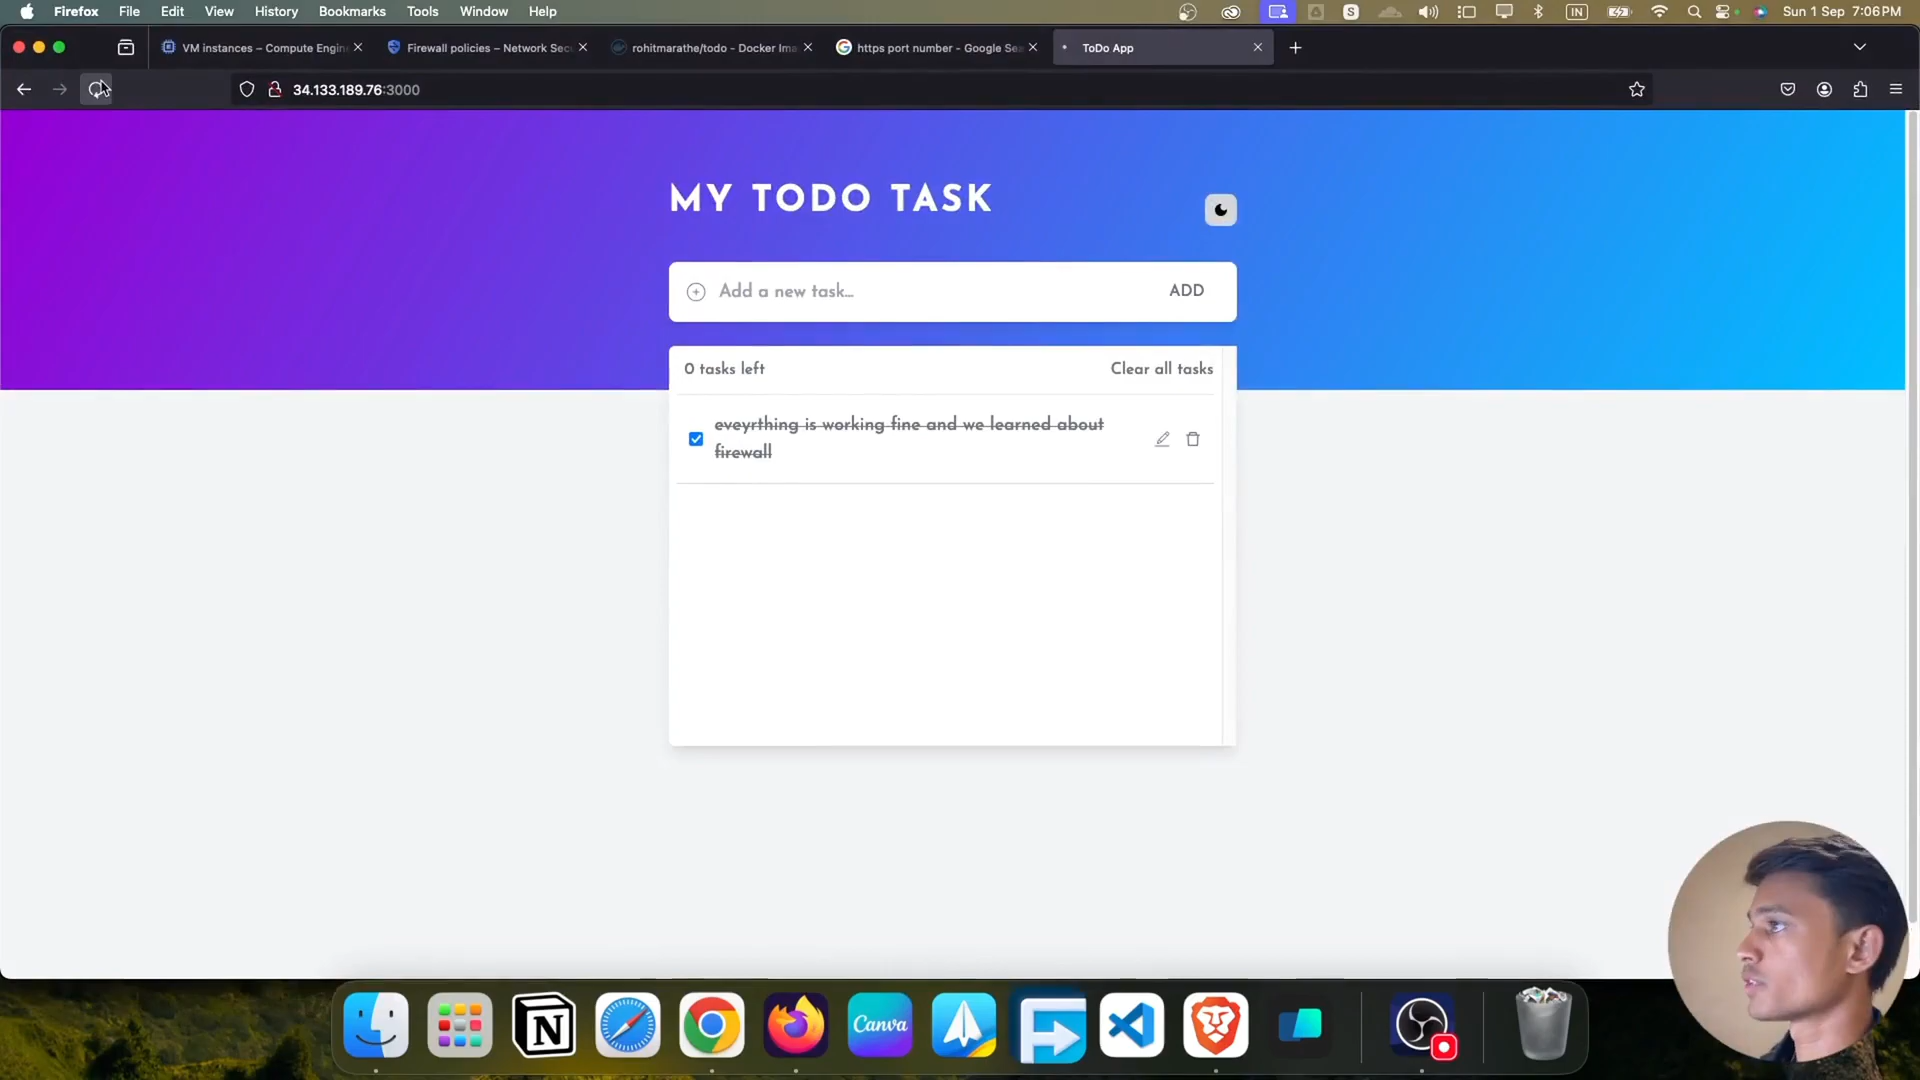 Firefox File Edit View History Bookmarks Tools Window Help
S
IN
Sun 1 Sep 7:06 PM
VM instances – Compute Engin
Firewall policies – Network Sec
rohitmarathe/todo - Docker Ima
https port number - Google Sea
ToDo App
34.133.189.76:3000
MY TODO TASK
Add a new task...
ADD
0 tasks left
Clear all tasks
eveyrthing is working fine and we learned about
firewall
Canva